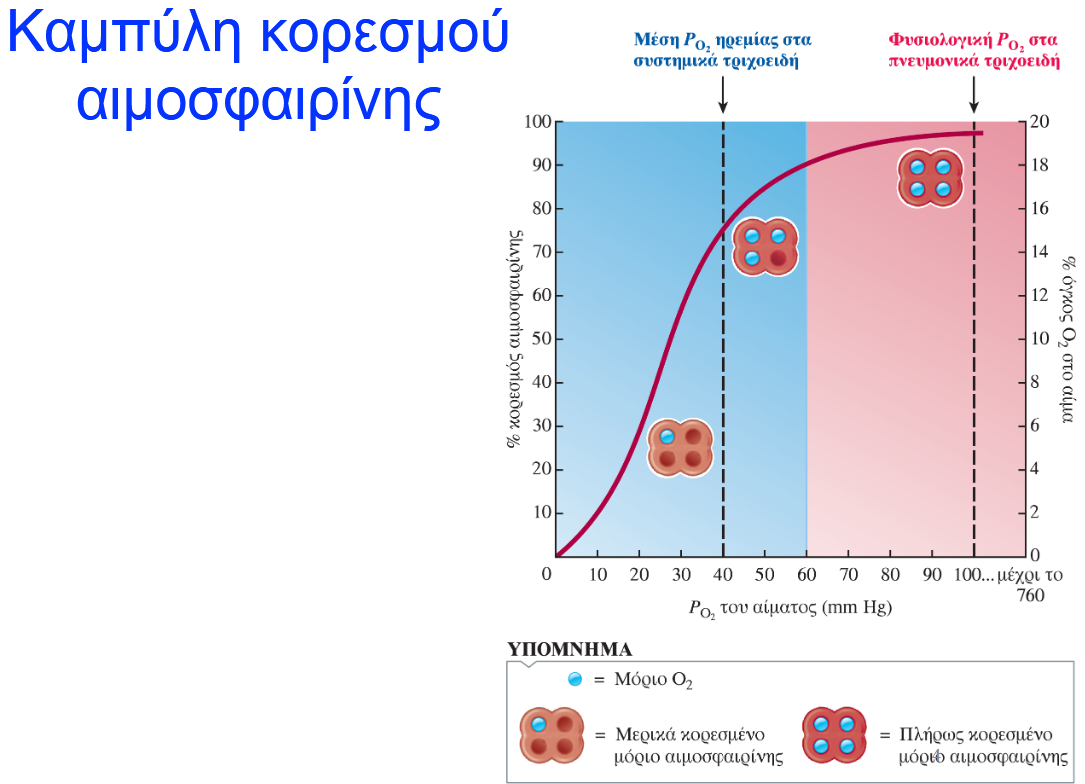 Καμπύλη κορεσμού
αιμοσφαιρίνης
Μέση PO2 ηρεμίας στα
συστημικά τριχοειδή
Φυσιολογική PO2 στα
πνευμονικά τριχοειδή
% κορεσμός αιμοσφαιρίνης
100
90
80
70
60
50
40
30
20
10
20
18
16
14
12
10
8
6
4
2
0
% όγκος O2 στο αίμα
0 10 20 30 40 50 60 70 80 90 100... μέχρι το
760
PO2 του αίματος (mm Hg)
ΥΠΟΜΝΗΜΑ
= Μόριο O2
= Μερικά κορεσμένο
μόριο αιμοσφαιρίνης
= Πλήρως κορεσμένο
μόριο αιμοσφαιρίνης